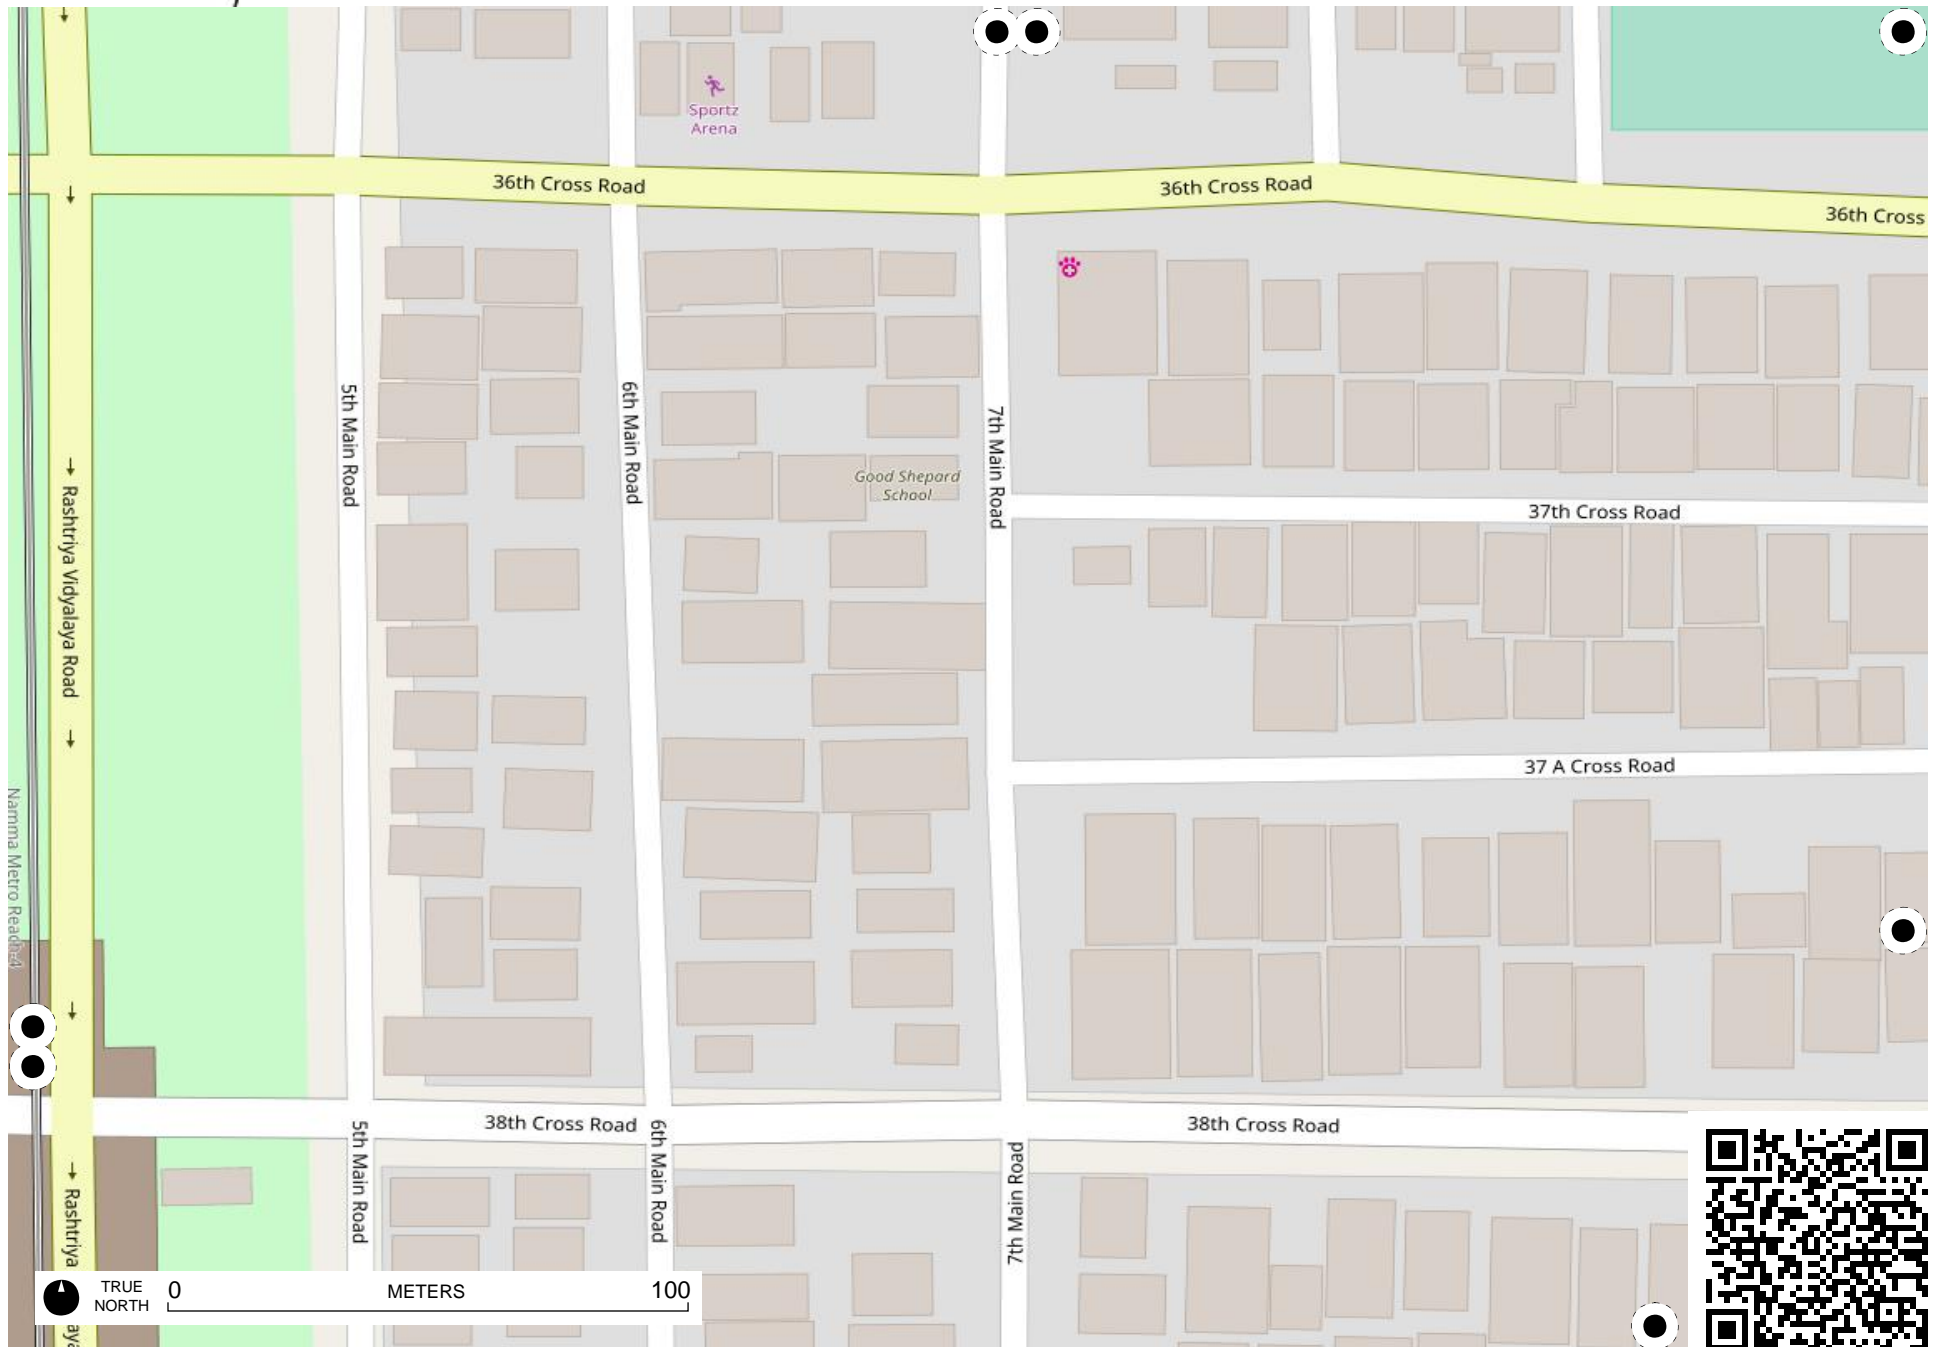 Sportz
Arena
36th Cross Road
36th Cross Road
36th Cross
5th Main Road
6th Main Road
7th Main Road
Good Shepard
School
Rashtriya Vidyalaya Road
37th Cross Road
37 A Cross Road
Namma Metro Reach-4
38th Cross Road
38th Cross Road
5th Main Road
6th Main Road
7th Main Road
Rashtriya
TRUE
NORTH
0
METERS
100